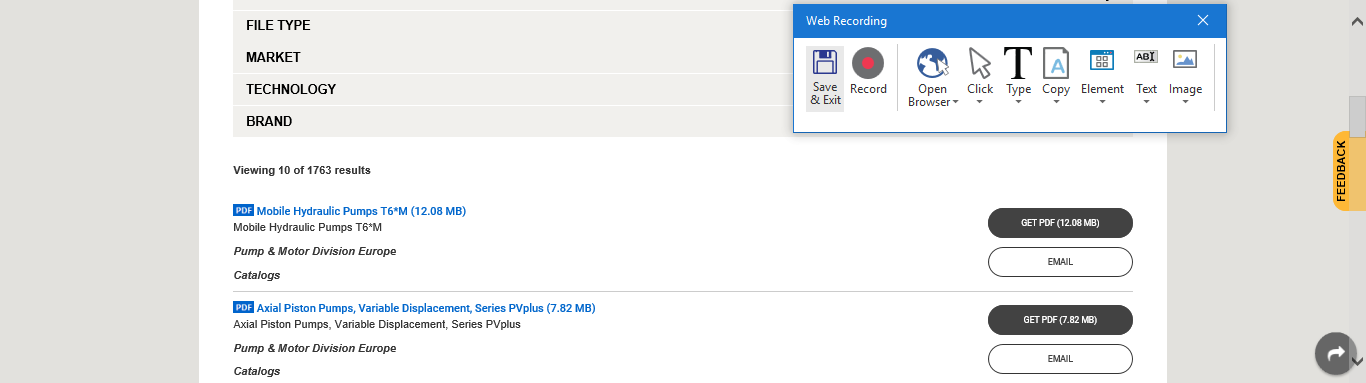 FILE TYPE
MARKET
TECHNOLOGY
BRAND
Web Recording
Save & Exit
Record
Open Browser
Click
Type
Copy
Element
Text
Image
T
A
AB
Viewing 10 of 1763 results
PDF Mobile Hydraulic Pumps T6*M (12.08 MB)
Mobile Hydraulic Pumps T6*M
Pump & Motor Division Europe
Catalogs
GET PDF (12.08 MB)
EMAIL
PDF Axial Piston Pumps, Variable Displacement, Series PVplus (7.82 MB)
Axial Piston Pumps, Variable Displacement, Series PVplus
Pump & Motor Division Europe
Catalogs
GET PDF (7.82 MB)
EMAIL
FEEDBACK